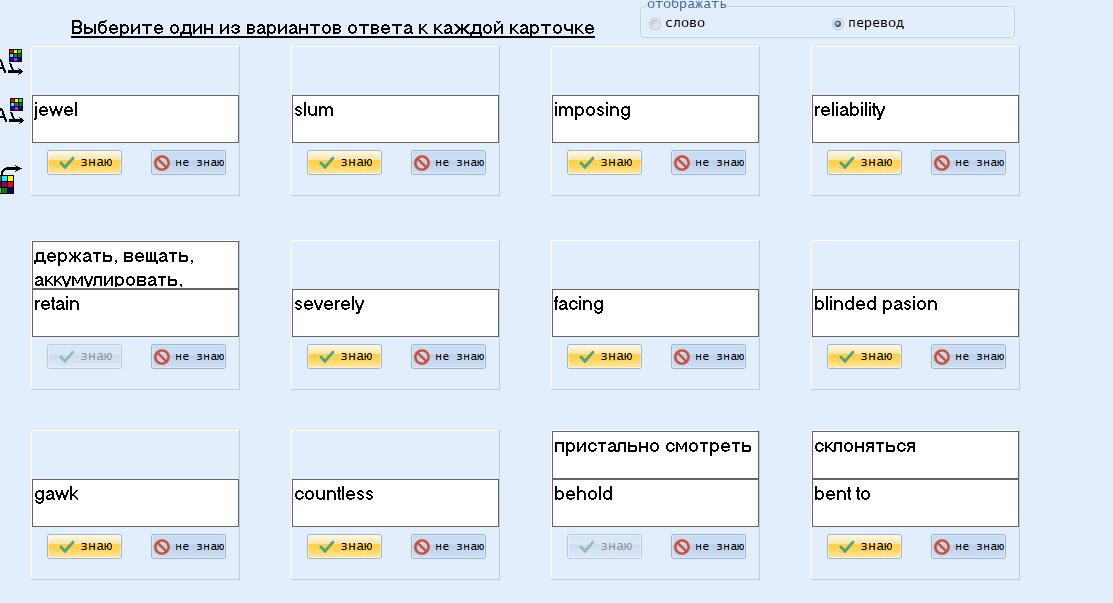 отображать
Выберите один из вариантов ответа к каждой карточке
слово
перевод
jewel
slum
imposing
reliability
знаю
не знаю
знаю
не знаю
знаю
не знаю
знаю
не знаю
держать, вещать,
аккумулировать,
retain
severely
facing
blinded pasion
знаю
не знаю
знаю
не знаю
знаю
не знаю
знаю
не знаю
пристально смотреть
склоняться
gawk
countless
behold
bent to
знаю
не знаю
знаю
не знаю
знаю
не знаю
знаю
не знаю